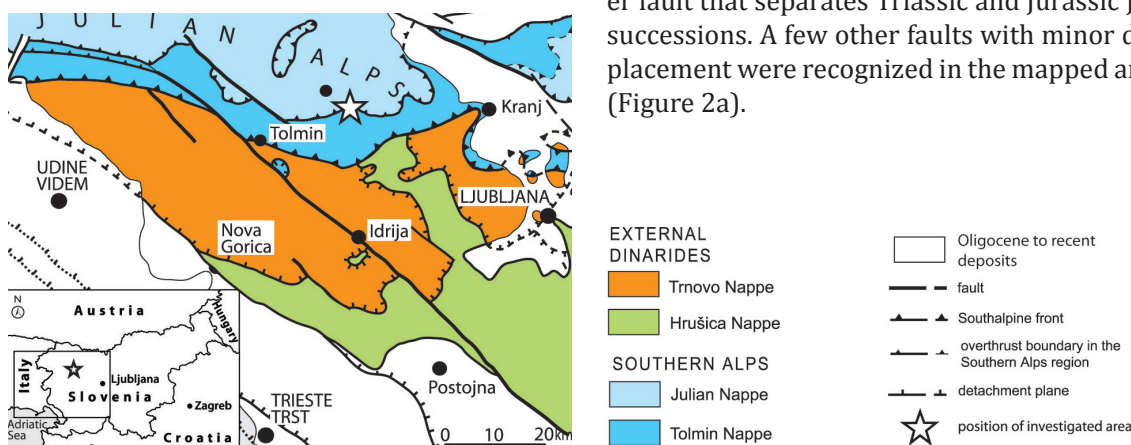 er fault that separates Triassic and Jurassic
successions. A few other faults with minor d
placement were recognized in the mapped ar
(Figure 2a).
JULIAN
ALPS
Kranj
Tolmin
UDINE
VIDEM
LJUBLJANA
Nova
Gorica
Idrija
Postojna
TRIESTE
TRST
0 10 20km
N
Austria
Hungary
Italy
Ljubljana
Slovenia
Zagreb
Adriatic
Sea
Croatia
EXTERNAL
DINARIDES
Trnovo Nappe
Hrušica Nappe
SOUTHERN ALPS
Julian Nappe
Tolmin Nappe
Oligocene to recent
deposits
fault
Southalpine front
overthrust boundary in the
Southern Alps region
detachment plane
position of investigated area